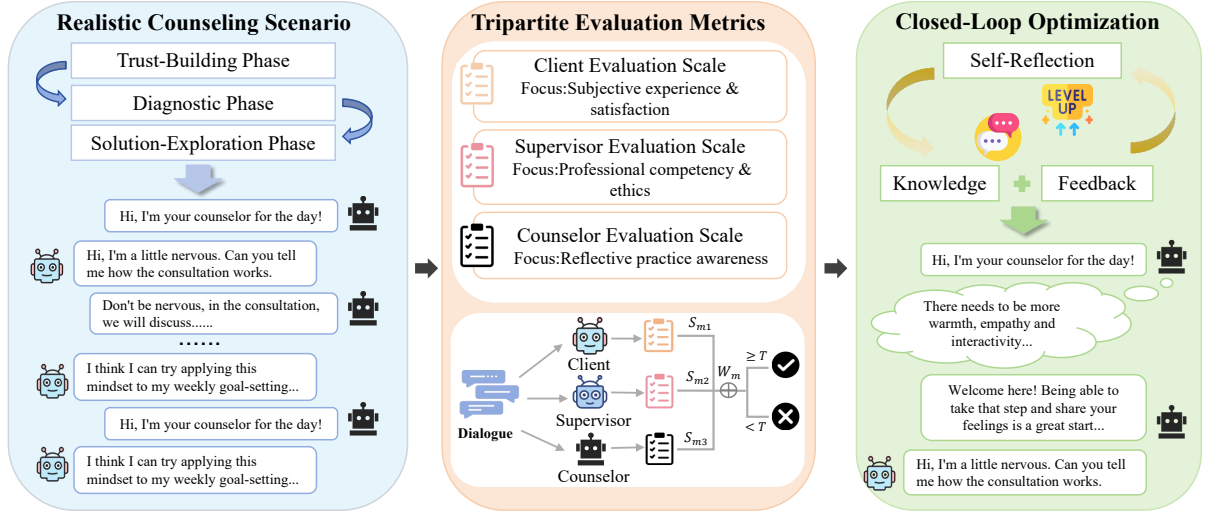 Realistic Counseling Scenario
Trust-Building Phase
Diagnostic Phase
Solution-Exploration Phase
Hi, I'm your counselor for the day!
Hi, I'm a little nervous. Can you tell
me how the consultation works.
Don't be nervous, in the consultation,
we will discuss......
......
I think I can try applying this
mindset to my weekly goal-setting...
Hi, I'm your counselor for the day!
I think I can try applying this
mindset to my weekly goal-setting...
Tripartite Evaluation Metrics
Client Evaluation Scale
Focus:Subjective experience &
satisfaction
Supervisor Evaluation Scale
Focus:Professional competency &
ethics
Counselor Evaluation Scale
Focus:Reflective practice awareness
Dialogue
Client
Supervisor
Counselor
S_{m1}
S_{m2}
S_{m3}
W_m
≥ T
< T
Closed-Loop Optimization
Self-Reflection
LEVEL
UP
Knowledge
Feedback
Hi, I'm your counselor for the day!
There needs to be more
warmth, empathy and
interactivity...
Welcome here! Being able to
take that step and share your
feelings is a great start...
Hi, I'm a little nervous. Can you tell
me how the consultation works.